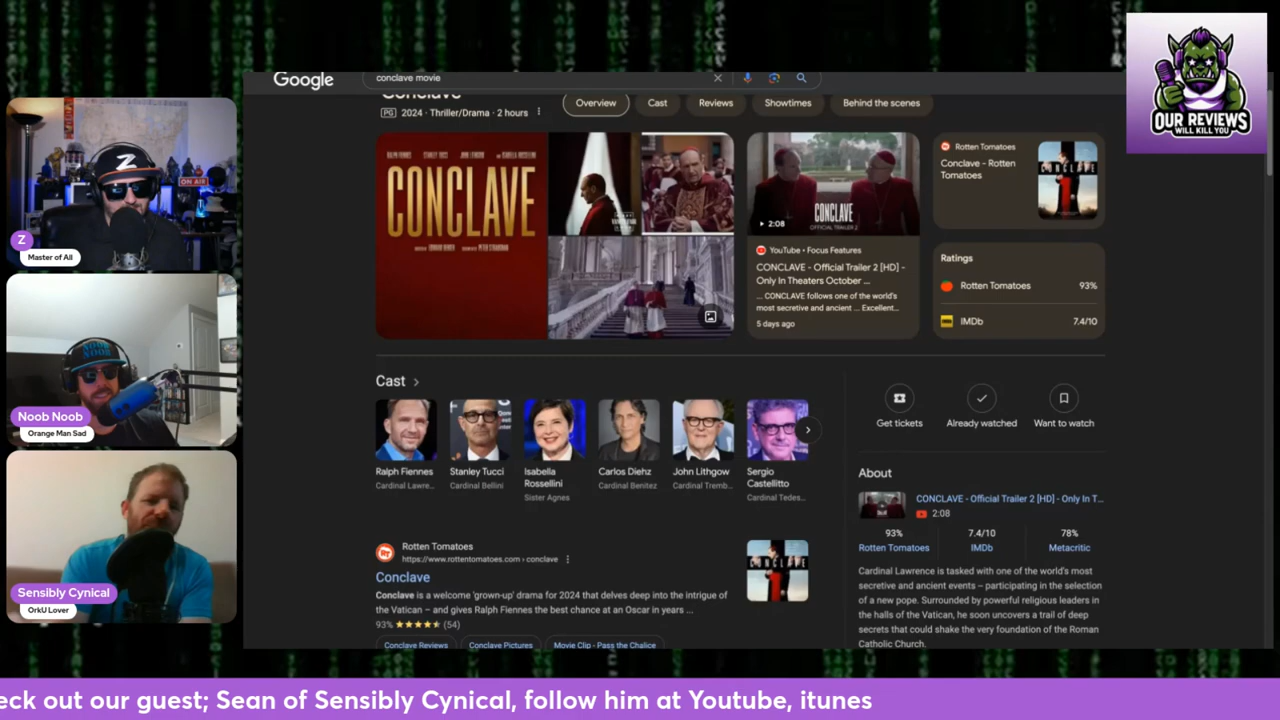 Google
conclave movie
Conclave
PG 2024 · Thriller/Drama · 2 hours
Overview
Cast
Reviews
Showtimes
Behind the scenes
CONCLAVE
2:08
CONCLAVE
OFFICIAL TRAILER 2
YouTube • Focus Features
CONCLAVE - Official Trailer 2 [HD] -
Only In Theaters October ...
... CONCLAVE follows one of the world's
most secretive and ancient ... Excellent...
5 days ago
Rotten Tomatoes
Conclave - Rotten
Tomatoes
CONCLAVE
Ratings
Rotten Tomatoes 93%
IMDb 7.4/10
OUR REVIEWS
WILL KILL YOU
Z
ON AIR
Z
Master of All
NOOB
NOOB
Noob Noob
Orange Man Sad
Sensibly Cynical
OrkU Lover
Cast
Ralph Fiennes
Cardinal Lawre...
Stanley Tucci
Cardinal Bellini
Isabella
Rossellini
Sister Agnes
Carlos Diehz
Cardinal Benitez
John Lithgow
Cardinal Tremb...
Sergio
Castellitto
Cardinal Tedes...
Get tickets
Already watched
Want to watch
About
CONCLAVE - Official Trailer 2 [HD] - Only In T...
2:08
93%
Rotten Tomatoes
7.4/10
IMDb
78%
Metacritic
Cardinal Lawrence is tasked with one of the world's most
secretive and ancient events – participating in the selection
of a new pope. Surrounded by powerful religious leaders in
the halls of the Vatican, he soon uncovers a trail of deep
secrets that could shake the very foundation of the Roman
Catholic Church.
Rotten Tomatoes
https://www.rottentomatoes.com › conclave
Conclave
Conclave is a welcome 'grown-up' drama for 2024 that delves deep into the intrigue of
the Vatican – and gives Ralph Fiennes the best chance at an Oscar in years ...
93% (54)
CONCLAVE
Conclave Reviews
Conclave Pictures
Movie Clip - Pass the Chalice
eck out our guest; Sean of Sensibly Cynical, follow him at Youtube, itunes